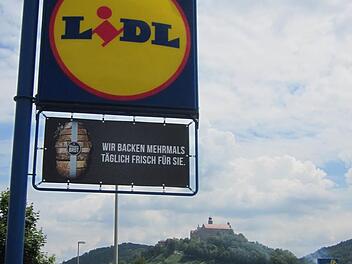 LiDL
WIR BACKEN MEHRMALS
TÄGLICH FRISCH FÜR SIE.